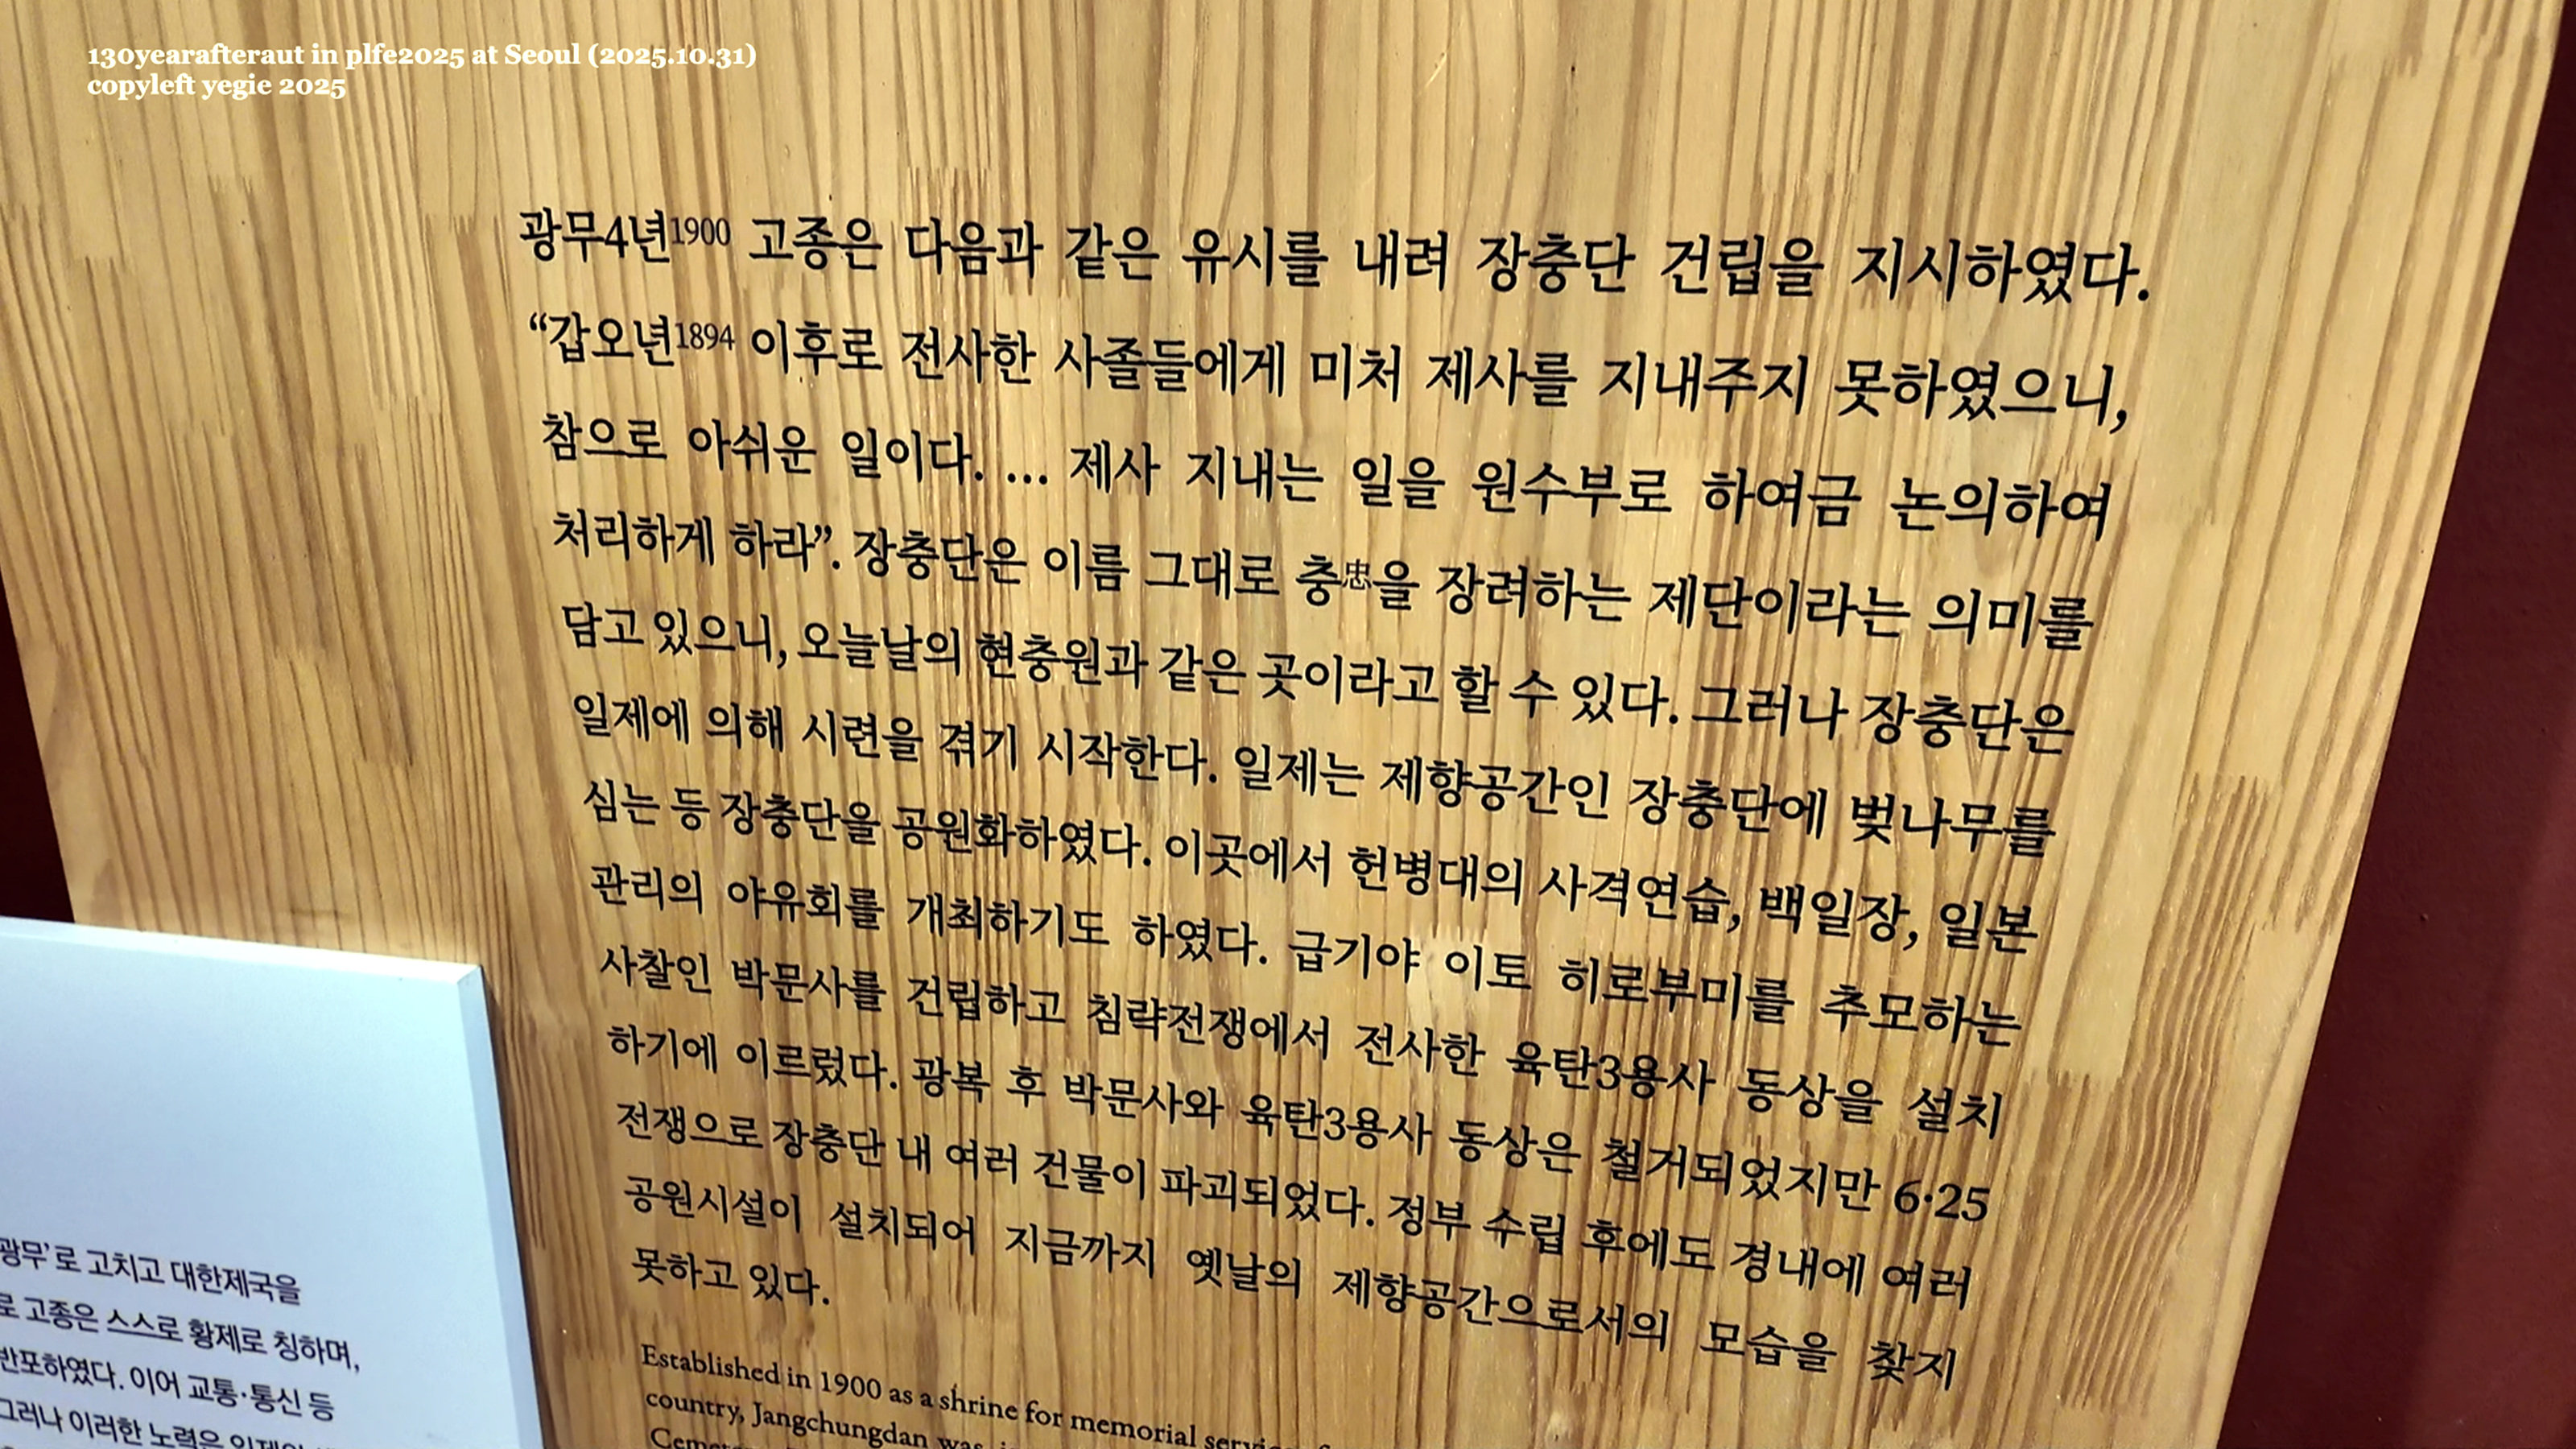 130yearafteraut in plfe2025 at Seoul (2025.10.31)
copyleft yegie 2025
광무4년1900 고종은 다음과 같은 유시를 내려 장충단 건립을 지시하였다.
“갑오년1894 이후로 전사한 사졸들에게 미처 제사를 지내주지 못하였으니,
참으로 아쉬운 일이다. … 제사 지내는 일을 원수부로 하여금 논의하여
처리하게 하라”. 장충단은 이름 그대로 충忠을 장려하는 제단이라는 의미를
담고 있으니, 오늘날의 현충원과 같은 곳이라고 할 수 있다. 그러나 장충단은
일제에 의해 시련을 겪기 시작한다. 일제는 제향공간인 장충단에 벚나무를
심는 등 장충단을 공원화하였다. 이곳에서 헌병대의 사격연습, 백일장, 일본
관리의 야유회를 개최하기도 하였다. 급기야 이토 히로부미를 추모하는
사찰인 박문사를 건립하고 침략전쟁에서 전사한 육탄3용사 동상을 설치
하기에 이르렀다. 광복 후 박문사와 육탄3용사 동상은 철거되었지만 6·25
전쟁으로 장충단 내 여러 건물이 파괴되었다. 정부 수립 후에도 경내에 여러
공원시설이 설치되어 지금까지 옛날의 제향공간으로서의 모습을 찾지
못하고 있다.
Established in 1900 as a shrine for memorial
country, Jangchungdan
광무’로 고치고 대한제국을
로 고종은 스스로 황제로 칭하며,
반포하였다. 이어 교통·통신 등
그러나 이러한 노력은